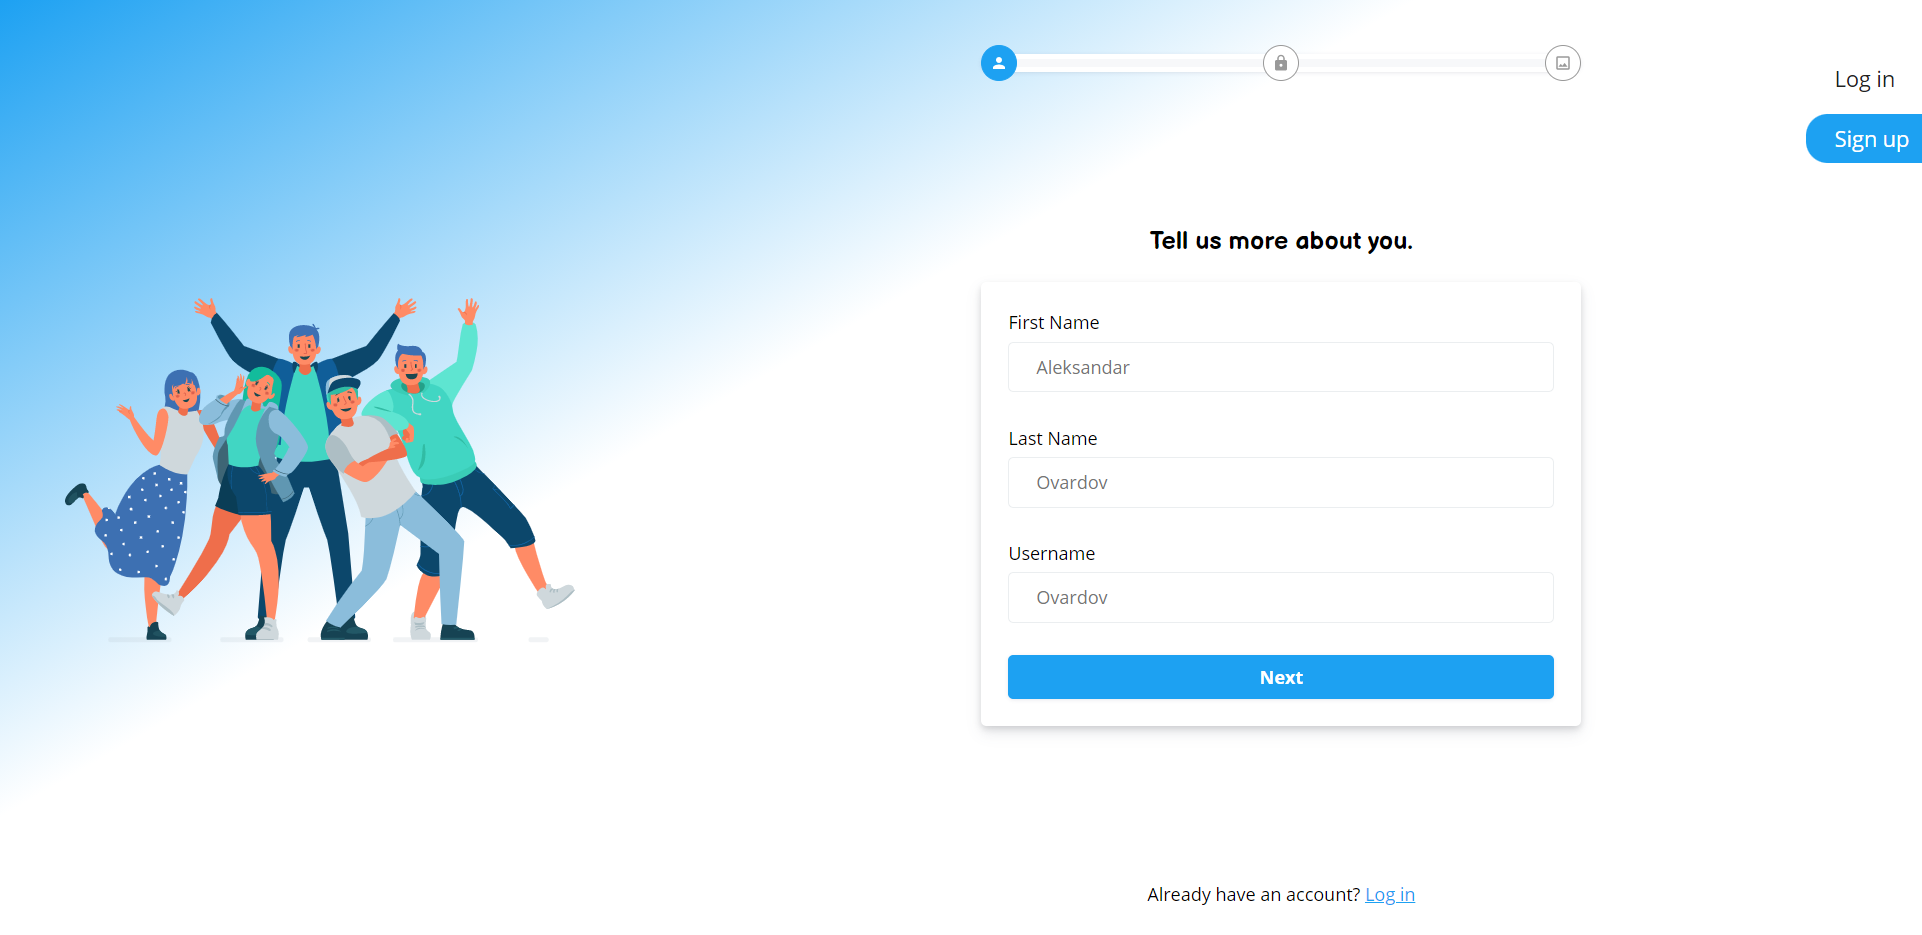 Log in
Sign up
Tell us more about you.
First Name
Aleksandar
Last Name
Ovardov
Username
Ovardov
Next
Already have an account? Log in